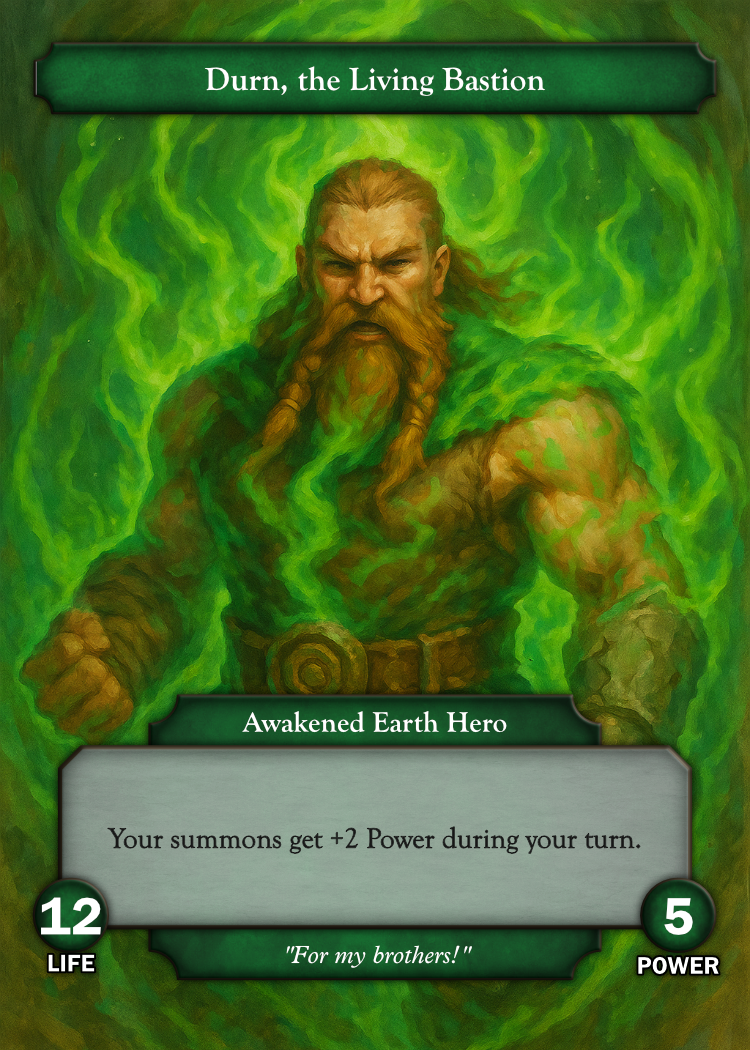 Durn, the Living Bastion
Awakened Earth Hero
Your summons get +2 Power during your turn.
12
5
"For my brothers!"
LIFE
POWER